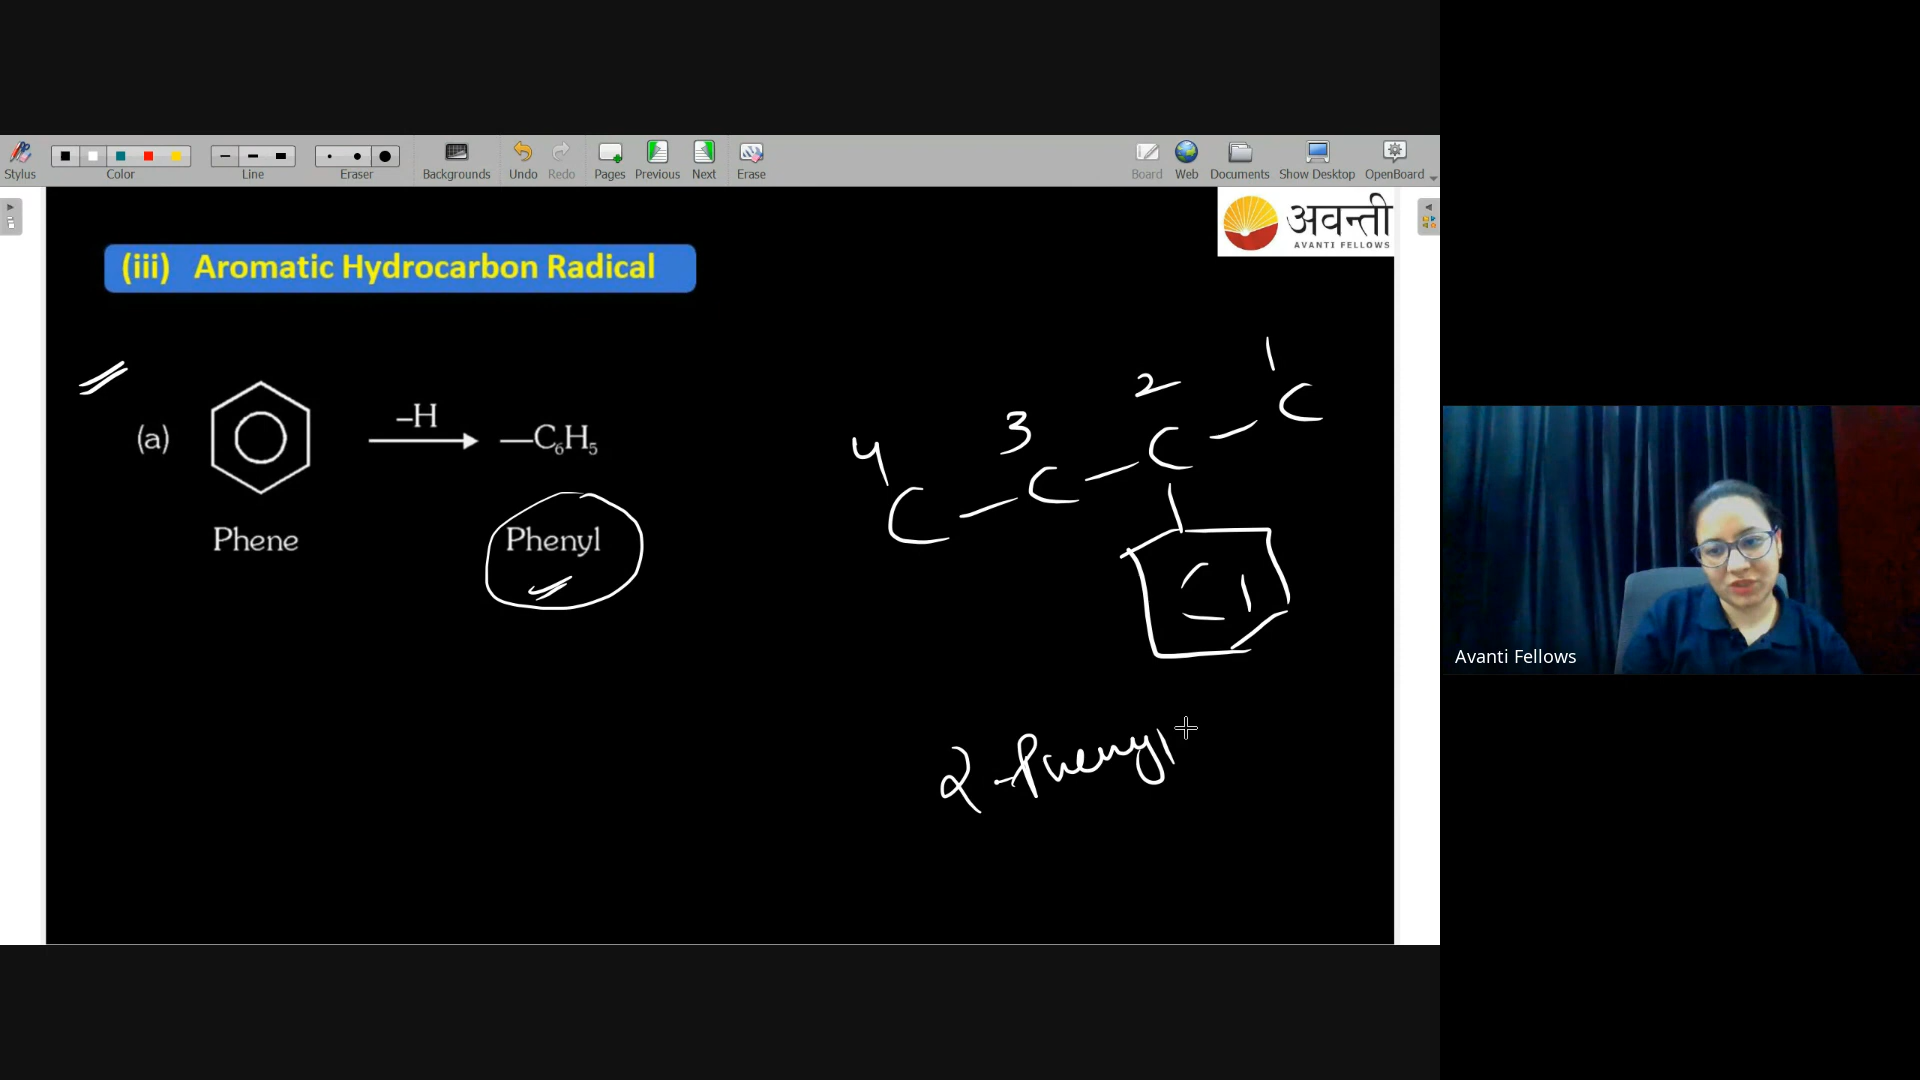 Stylus Color Line Eraser Backgrounds Undo Redo Pages Previous Next Erase Board Web Documents Show Desktop OpenBoard
अवन्ती
AVANTI FELLOWS
(iii) Aromatic Hydrocarbon Radical
1
2
3
4
C – C – C – C
(a)
–H
—C₆H₅
Phene
Phenyl
2-Phenyl
Avanti Fellows